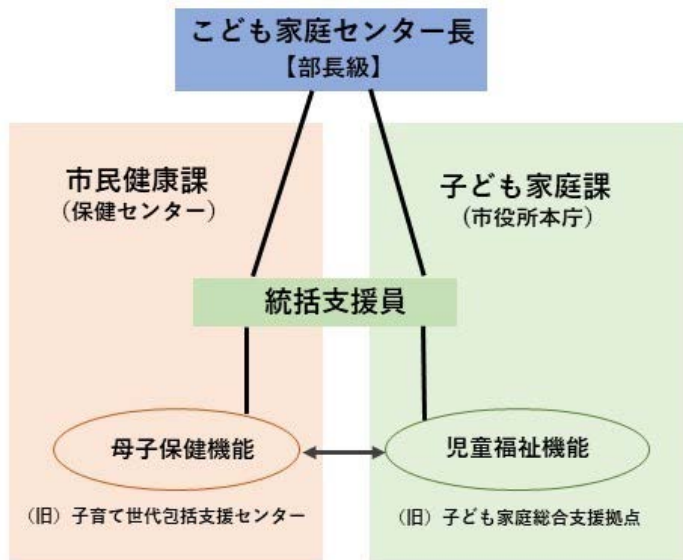 こども家庭センター長
【部長級】
市民健康課
（保健センター）
子ども家庭課
（市役所本庁）
統括支援員
母子保健機能
児童福祉機能
（旧）子育て世代包括支援センター
（旧）子ども家庭総合支援拠点